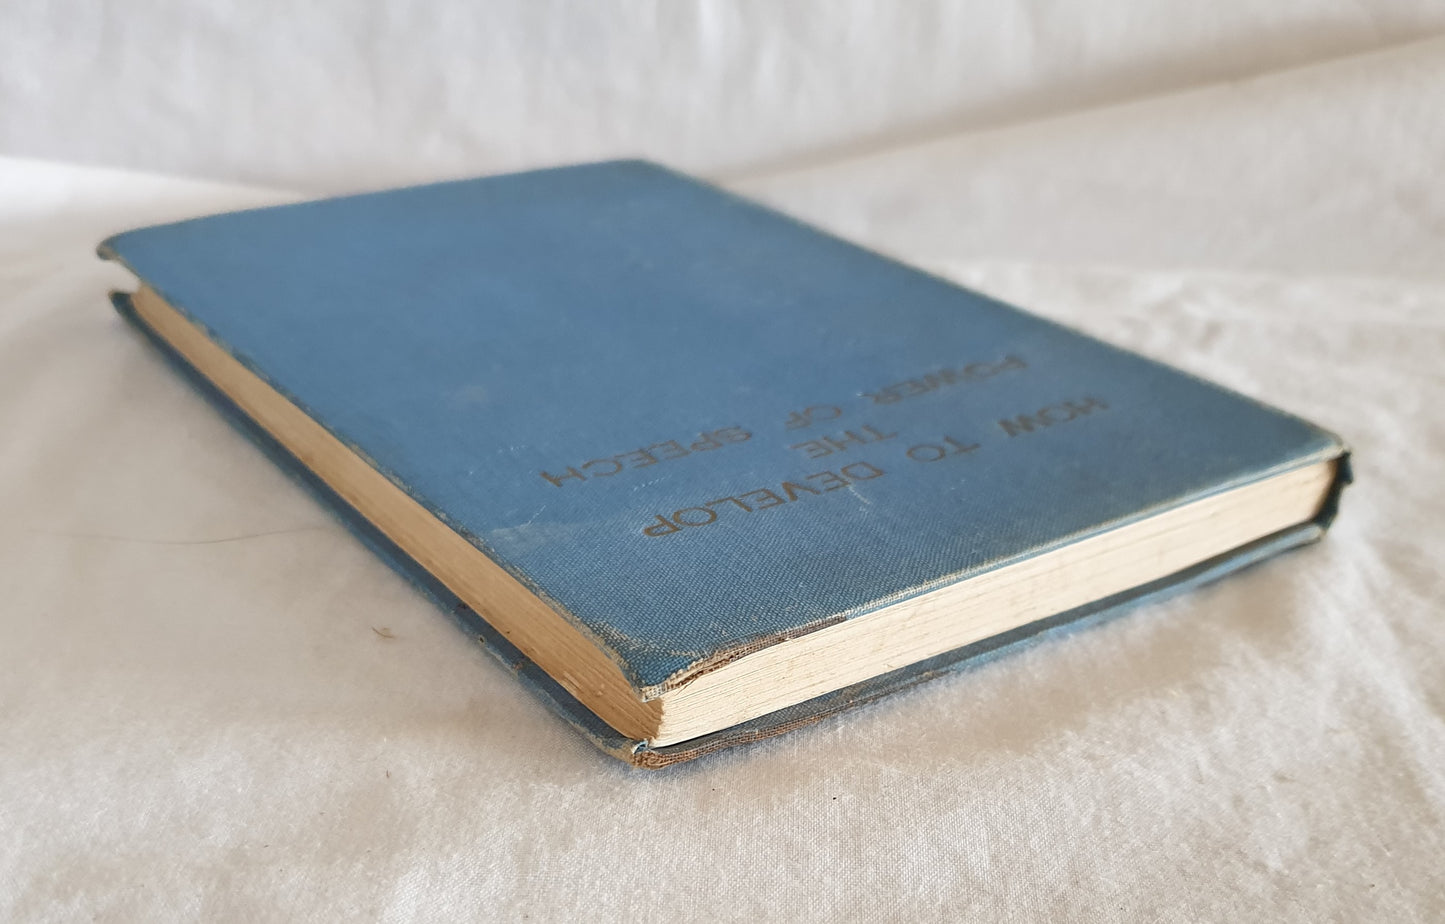 HOW TO DEVELOP
THE
POWER OF SPEECH